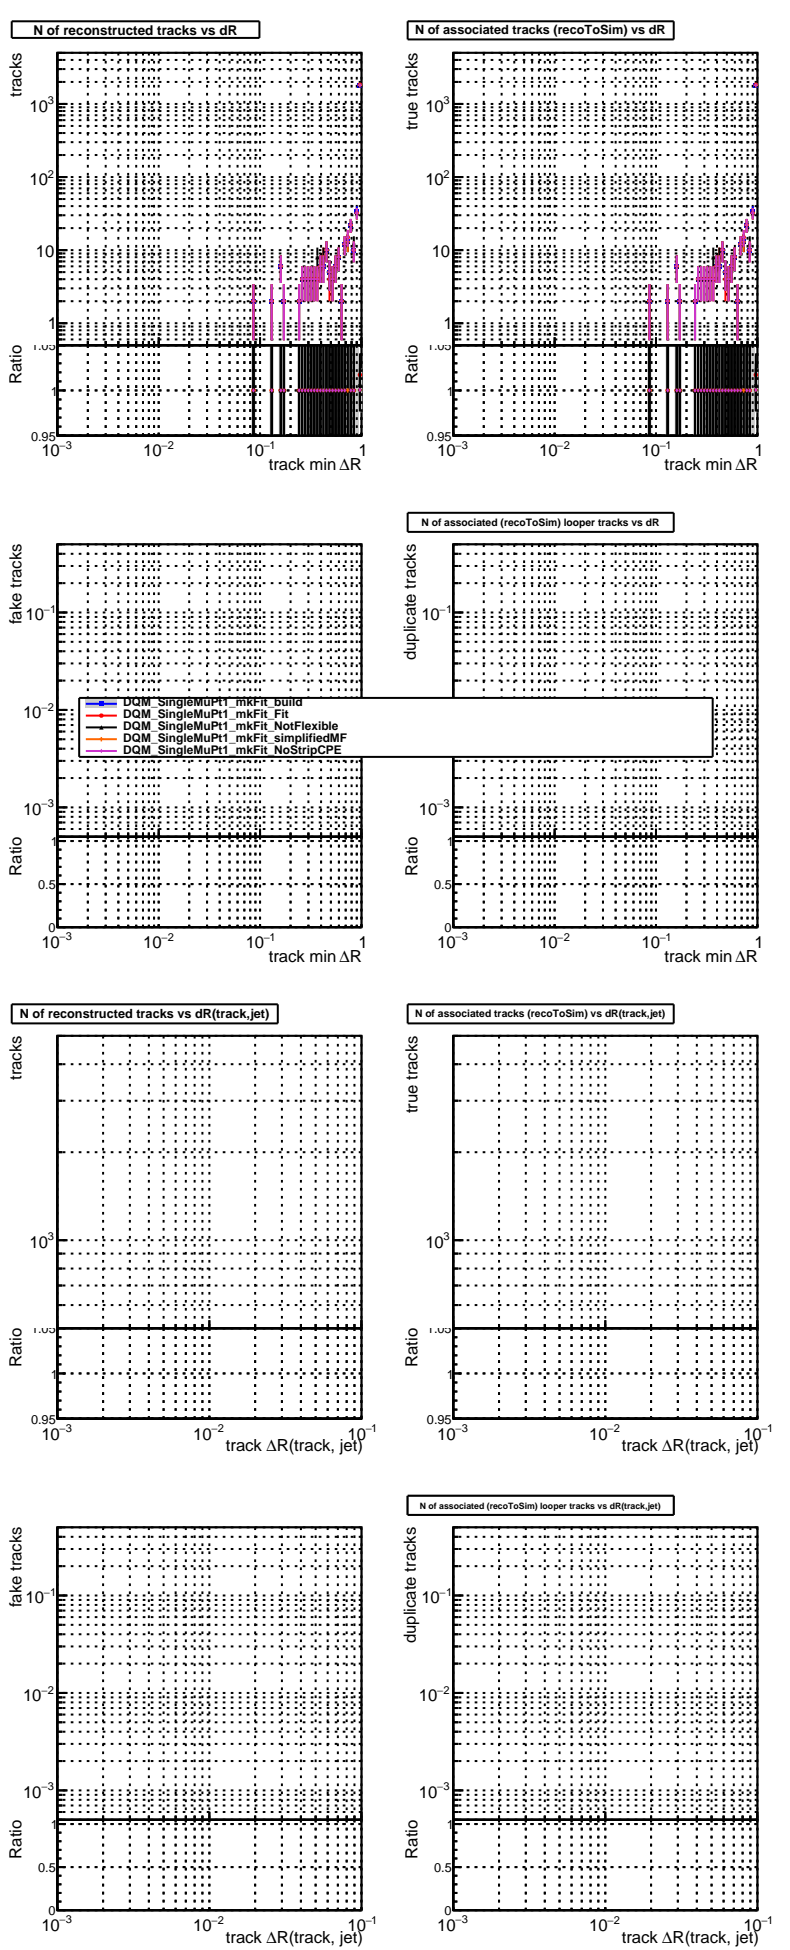 N of reconstructed tracks vs dR
tracks
10³
10²
10
1
1.05
Ratio
1
0.95
10⁻³ 10⁻² 10⁻¹ 1
track min ΔR
N of associated tracks (recoToSim) vs dR
true tracks
10³
10²
10
1
1.05
Ratio
1
0.95
10⁻³ 10⁻² 10⁻¹ 1
track min ΔR
fake tracks
10⁻¹
10⁻²
10⁻³
Ratio
1
0.5
0
10⁻³ 10⁻² 10⁻¹ 1
track min ΔR
N of associated (recoToSim) looper tracks vs dR
duplicate tracks
10⁻¹
10⁻³
Ratio
1
0.5
0
10⁻³ 10⁻² 10⁻¹ 1
track min ΔR
DQM_SingleMuPt1_mkFit_build
DQM_SingleMuPt1_mkFit_Fit
DQM_SingleMuPt1_mkFit_NotFlexible
DQM_SingleMuPt1_mkFit_simplifiedMF
DQM_SingleMuPt1_mkFit_NoStripCPE
N of reconstructed tracks vs dR(track,jet)
tracks
10³
1.05
Ratio
1
0.95
10⁻³ 10⁻² 10⁻¹
track ΔR(track, jet)
N of associated tracks (recoToSim) vs dR(track,jet)
true tracks
10³
1.05
Ratio
1
0.95
10⁻³ 10⁻² 10⁻¹
track ΔR(track, jet)
fake tracks
10⁻¹
10⁻²
10⁻³
Ratio
1
0.5
0
10⁻³ 10⁻² 10⁻¹
track ΔR(track, jet)
N of associated (recoToSim) looper tracks vs dR(track,jet)
duplicate tracks
10⁻¹
10⁻²
10⁻³
Ratio
1
0.5
0
10⁻³ 10⁻² 10⁻¹
track ΔR(track, jet)